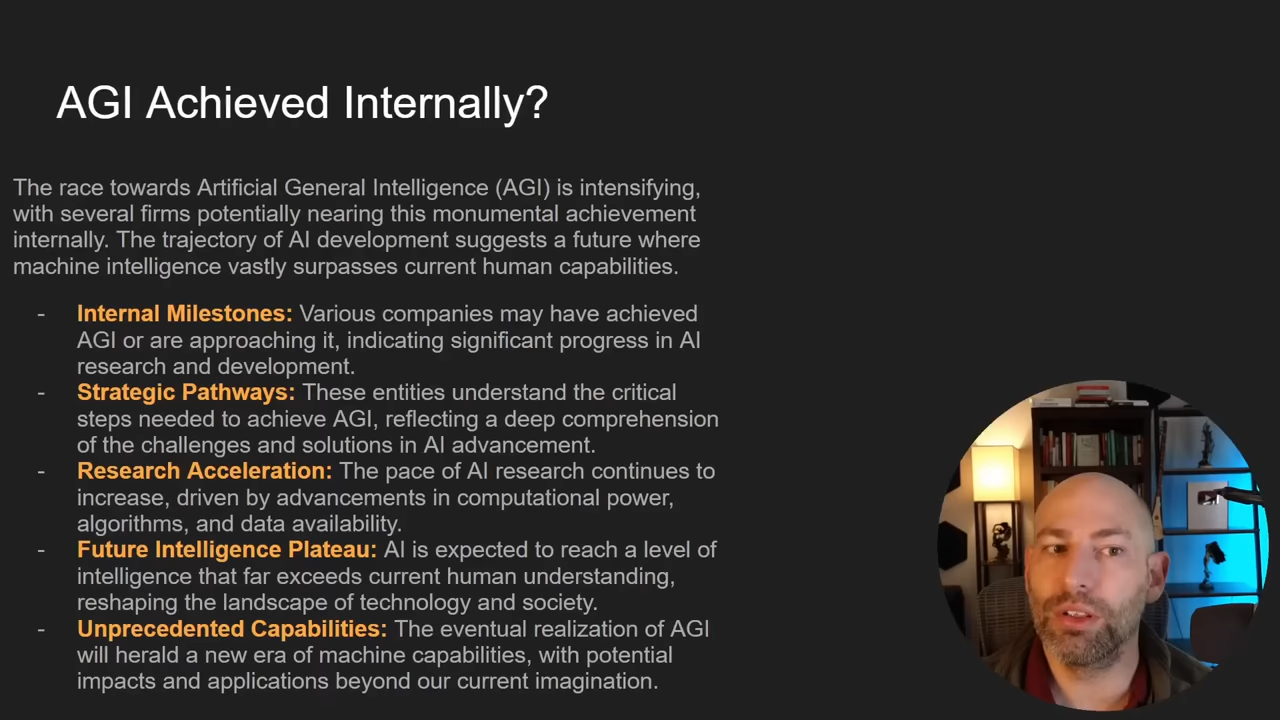 AGI Achieved Internally?
The race towards Artificial General Intelligence (AGI) is intensifying,
with several firms potentially nearing this monumental achievement
internally. The trajectory of AI development suggests a future where
machine intelligence vastly surpasses current human capabilities.
- Internal Milestones: Various companies may have achieved
AGI or are approaching it, indicating significant progress in AI
research and development.
- Strategic Pathways: These entities understand the critical
steps needed to achieve AGI, reflecting a deep comprehension
of the challenges and solutions in AI advancement.
- Research Acceleration: The pace of AI research continues to
increase, driven by advancements in computational power,
algorithms, and data availability.
- Future Intelligence Plateau: AI is expected to reach a level of
intelligence that far exceeds current human understanding,
reshaping the landscape of technology and society.
- Unprecedented Capabilities: The eventual realization of AGI
will herald a new era of machine capabilities, with potential
impacts and applications beyond our current imagination.